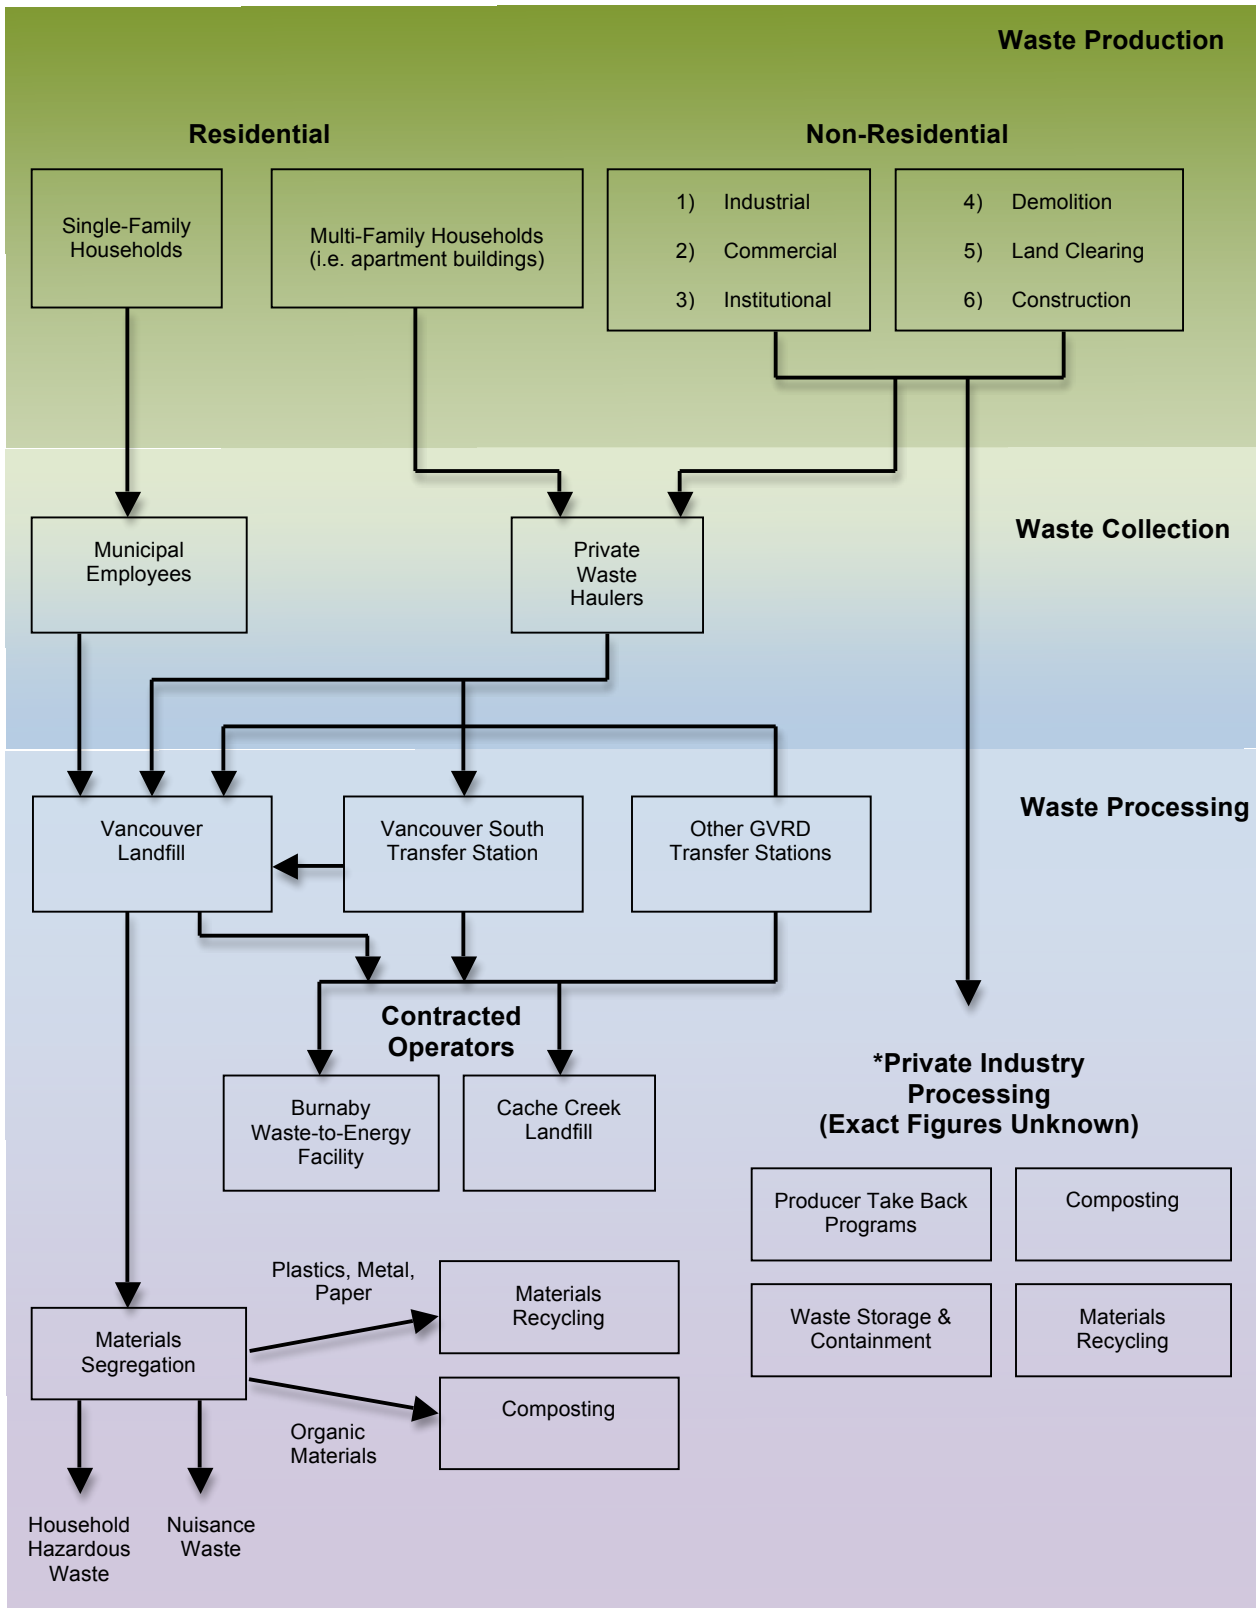 Waste Production
Residential
Non-Residential
Single-Family
Households
Multi-Family Households
(i.e. apartment buildings)
1) Industrial
2) Commercial
3) Institutional
4) Demolition
5) Land Clearing
6) Construction
Waste Collection
Municipal
Employees
Private
Waste
Haulers
Waste Processing
Vancouver
Landfill
Vancouver South
Transfer Station
Other GVRD
Transfer Stations
Contracted
Operators
Burnaby
Waste-to-Energy
Facility
Cache Creek
Landfill
*Private Industry
Processing
(Exact Figures Unknown)
Producer Take Back
Programs
Composting
Waste Storage &
Containment
Materials
Recycling
Plastics, Metal,
Paper
Materials
Recycling
Materials
Segregation
Composting
Organic
Materials
Household
Hazardous
Waste
Nuisance
Waste